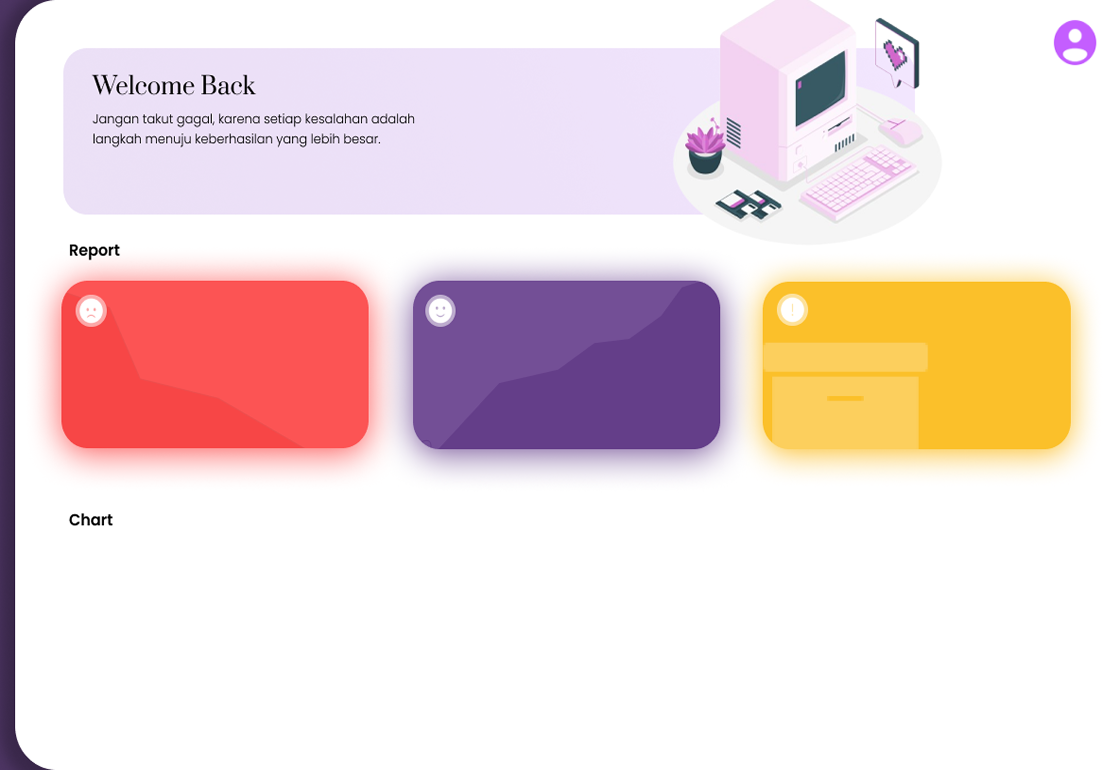 Welcome Back
Jangan takut gagal, karena setiap kesalahan adalah
langkah menuju keberhasilan yang lebih besar.
Report
Chart